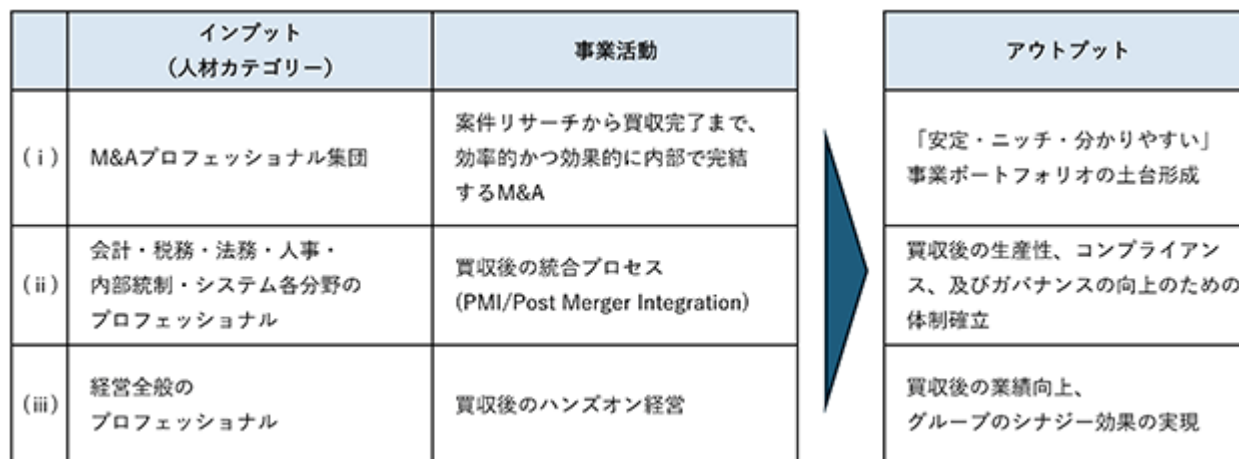 インプット
（人材カテゴリー）
事業活動
アウトプット
(ⅰ)
M&Aプロフェッショナル集団
案件リサーチから買収完了まで、
効率的かつ効果的に内部で完結
するM&A
「安定・ニッチ・分かりやすい」
事業ポートフォリオの土台形成
(ⅱ)
会計・税務・法務・人事・
内部統制・システム各分野の
プロフェッショナル
買収後の統合プロセス
(PMI/Post Merger Integration)
買収後の生産性、コンプライアン
ス、及びガバナンスの向上のための
体制確立
(ⅲ)
経営全般の
プロフェッショナル
買収後のハンズオン経営
買収後の業績向上、
グループのシナジー効果の実現